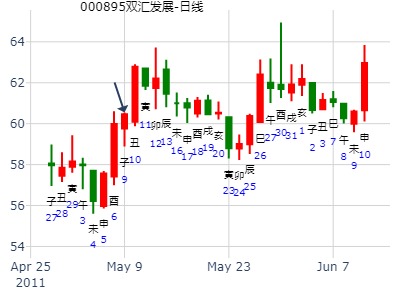 000895双汇发展-日线
64
62
60
58
56
54
子
27
丑
28
寅
29
午
3
未
4
申
5
酉
6
子
9
丑
10
寅
11
卯
12
辰
13
未
16
申
17
酉
18
戌
19
亥
20
寅
23
卯
24
辰
25
巳
26
午
27
酉
30
戌
31
亥
1
子
2
丑
3
巳
7
午
8
未
9
申
10
Apr 25 May 9 May 23 Jun 7
2011